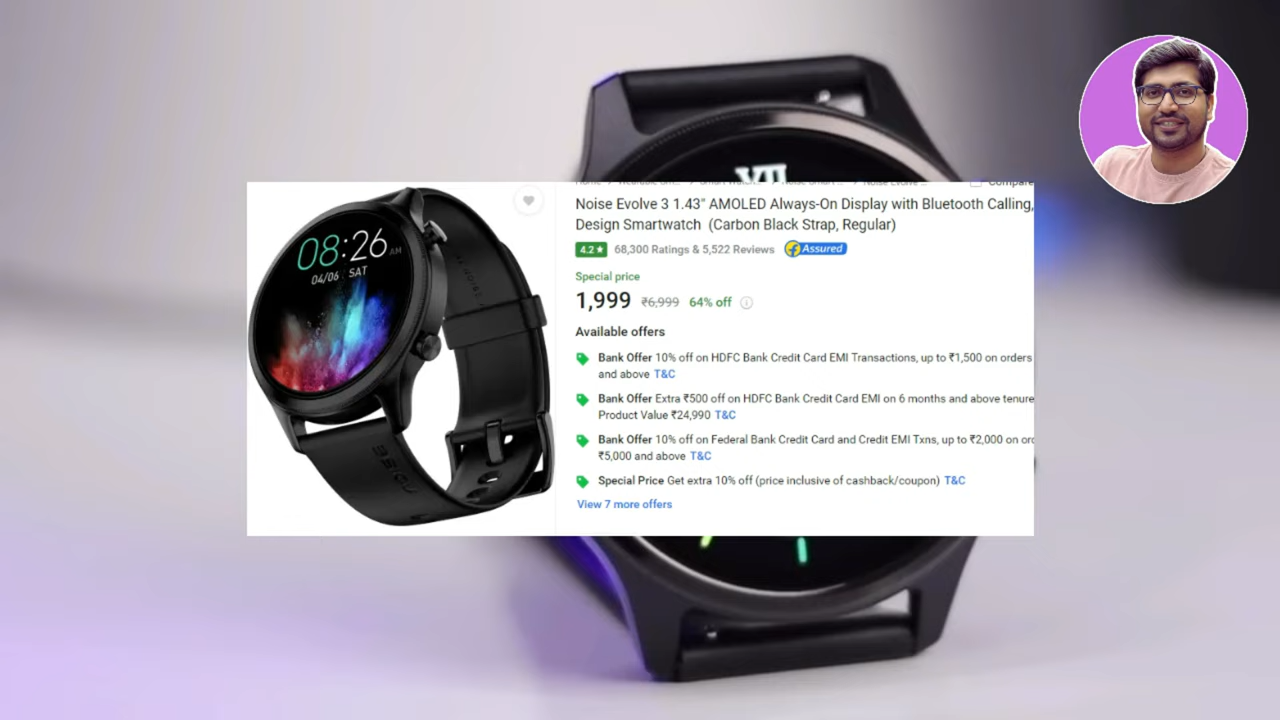 VII
Noise Evolve 3 1.43" AMOLED Always-On Display with Bluetooth Calling,
Design Smartwatch (Carbon Black Strap, Regular)
4.2★ 68,300 Ratings & 5,522 Reviews Assured
Special price
1,999 ₹6,999 64% off
Available offers
Bank Offer 10% off on HDFC Bank Credit Card EMI Transactions, up to ₹1,500 on orders
and above T&C
Bank Offer Extra ₹500 off on HDFC Bank Credit Card EMI on 6 months and above tenure
Product Value ₹24,990 T&C
Bank Offer 10% off on Federal Bank Credit Card and Credit EMI Txns, up to ₹2,000 on
₹5,000 and above T&C
Special Price Get extra 10% off (price inclusive of cashback/coupon) T&C
View 7 more offers
08:26 AM
04/06 SAT
NOISE